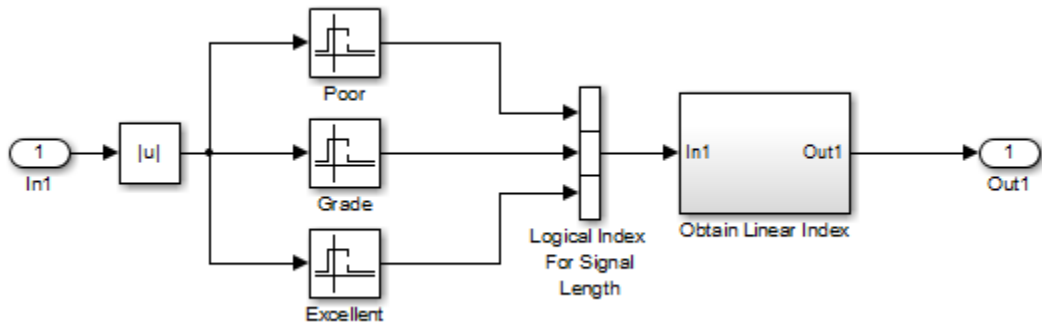 Poor
1
In1
|u|
Grade
Excellent
Logical Index
For Signal
Length
In1
Out1
Obtain Linear Index
1
Out1